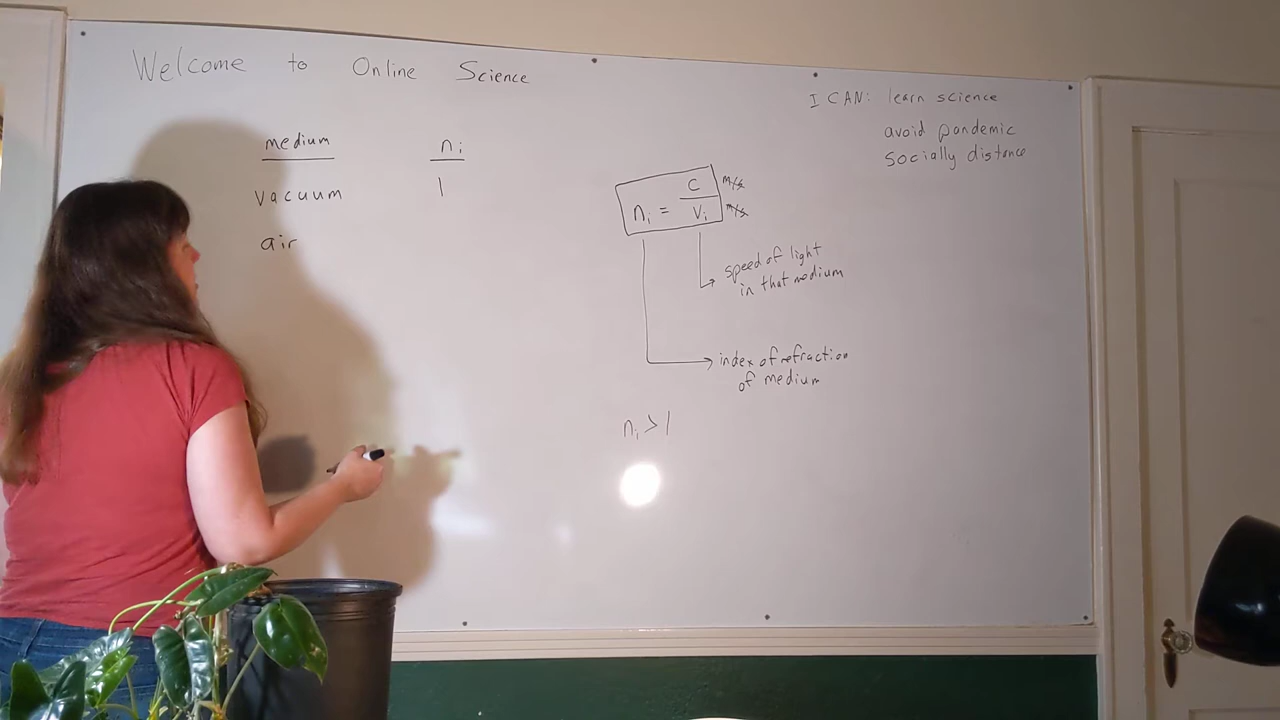 Welcome to Online Science
I CAN: learn science
avoid pandemic
socially distance
medium nᵢ
vacuum 1
air
nᵢ = c/vᵢ m/s m/s
speed of light
in that medium
index of refraction
of medium
nᵢ > 1